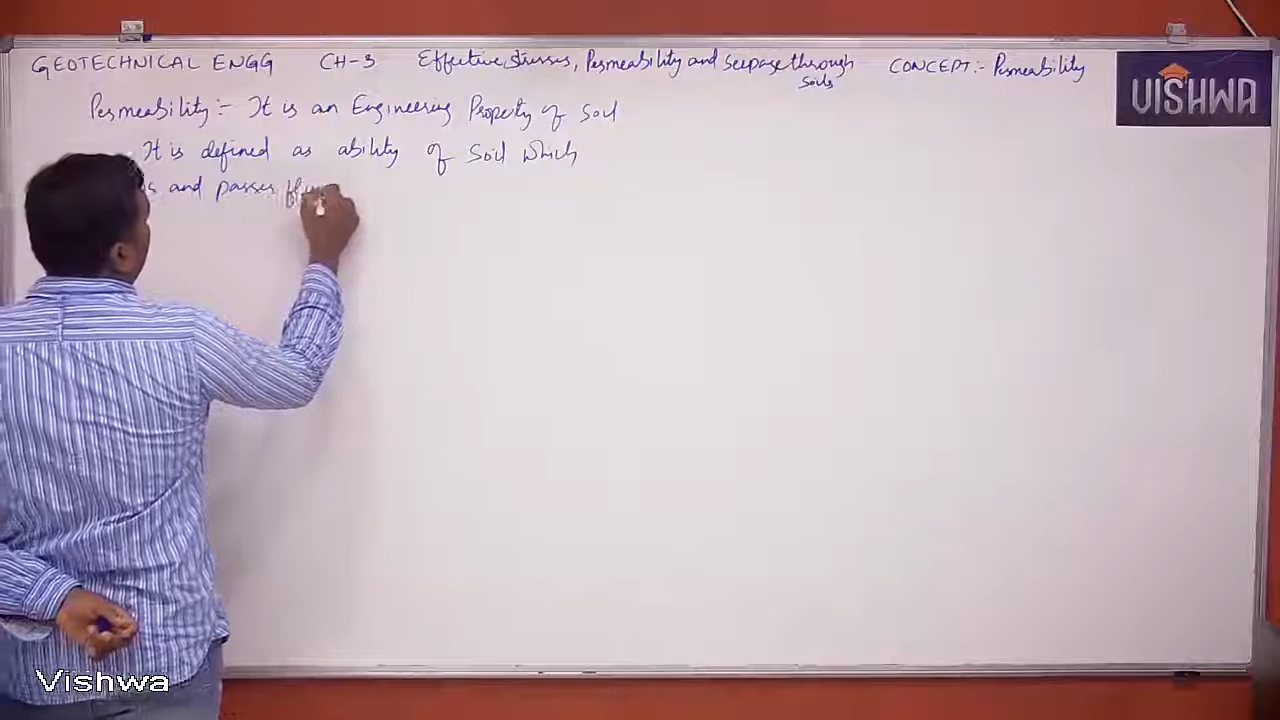 GEOTECHNICAL ENGG CH-3 Effective stresses, Permeability and Seepage through Soils CONCEPT:- Permeability
VISHWA
Permeability:- It is an Engineering Property of Soil
It is defined as ability of Soil which
and passes
Vishwa